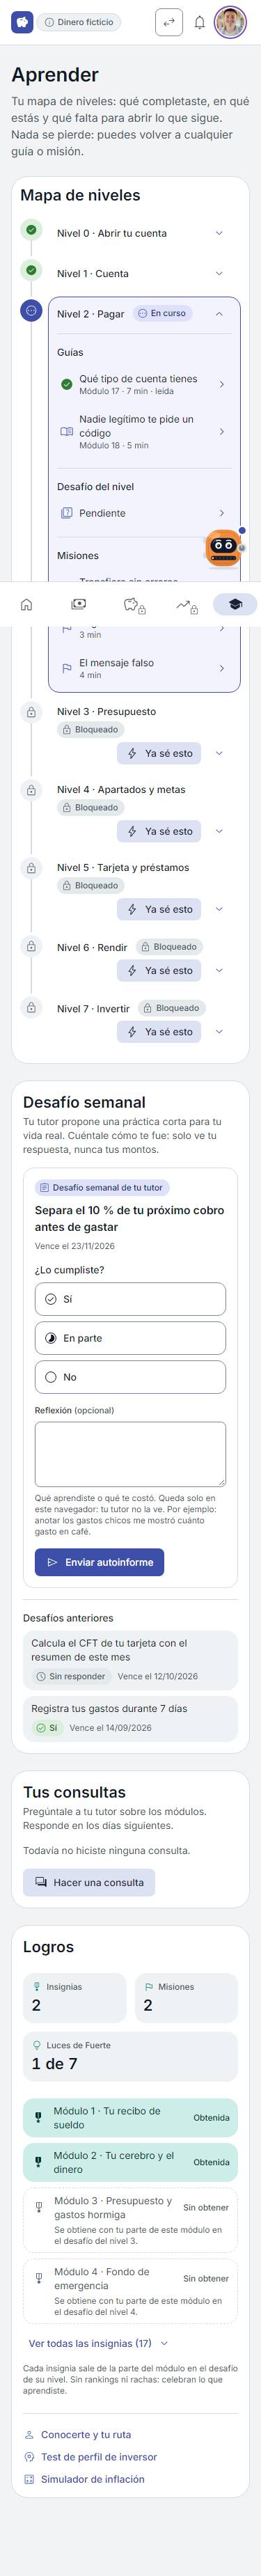 Dinero ficticio
Aprender
Tu mapa de niveles: qué completaste, en qué
estás y qué falta para abrir lo que sigue.
Nada se pierde: puedes volver a cualquier
guía o misión.
Mapa de niveles
Nivel 0 · Abrir tu cuenta
Nivel 1 · Cuenta
Nivel 2 · Pagar
En curso
Guías
Qué tipo de cuenta tienes
Módulo 17 · 7 min · leída
Nadie legítimo te pide un
código
Módulo 18 · 5 min
Desafío del nivel
Pendiente
Misiones
3 min
El mensaje falso
4 min
Nivel 3 · Presupuesto
Bloqueado
Ya sé esto
Nivel 4 · Apartados y metas
Bloqueado
Ya sé esto
Nivel 5 · Tarjeta y préstamos
Bloqueado
Ya sé esto
Nivel 6 · Rendir
Bloqueado
Ya sé esto
Nivel 7 · Invertir
Bloqueado
Ya sé esto
Desafío semanal
Tu tutor propone una práctica corta para tu
vida real. Cuéntale cómo te fue: solo ve tu
respuesta, nunca tus montos.
Desafío semanal de tu tutor
Separa el 10 % de tu próximo cobro
antes de gastar
Vence el 23/11/2026
¿Lo cumpliste?
Sí
En parte
No
Reflexión (opcional)
Qué aprendiste o qué te costó. Queda solo en
este navegador: tu tutor no la ve. Por ejemplo:
anotar los gastos chicos me mostró cuánto
gasto en café.
Enviar autoinforme
Desafíos anteriores
Calcula el CFT de tu tarjeta con el
resumen de este mes
Sin responder
Vence el 12/10/2026
Registra tus gastos durante 7 días
Sí
Vence el 14/09/2026
Tus consultas
Pregúntale a tu tutor sobre los módulos.
Responde en los días siguientes.
Todavía no hiciste ninguna consulta.
Hacer una consulta
Logros
Insignias
2
Misiones
2
Luces de Fuerte
1 de 7
Módulo 1 · Tu recibo de
sueldo
Obtenida
Módulo 2 · Tu cerebro y el
dinero
Obtenida
Módulo 3 · Presupuesto y
gastos hormiga
Sin obtener
Se obtiene con tu parte de este módulo en
el desafío del nivel 3.
Módulo 4 · Fondo de
emergencia
Sin obtener
Se obtiene con tu parte de este módulo en
el desafío del nivel 4.
Ver todas las insignias (17)
Cada insignia sale de la parte del módulo en el desafío
de su nivel. Sin rankings ni rachas: celebran lo que
aprendiste.
Conocerte y tu ruta
Test de perfil de inversor
Simulador de inflación